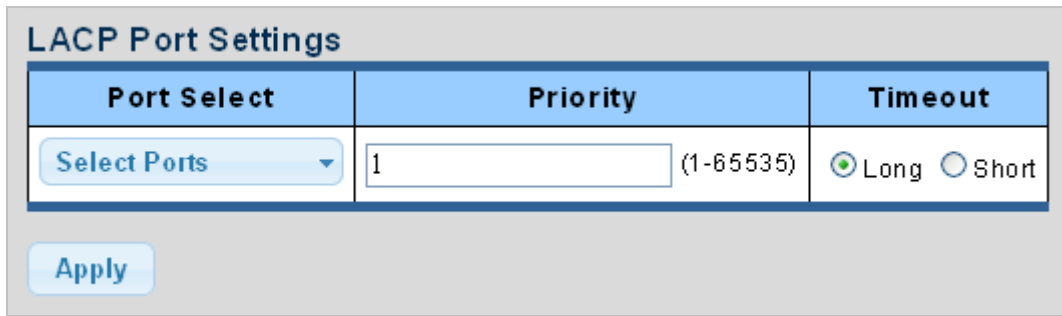 LACP Port Settings
Port Select Priority Timeout
Select Ports 1 (1-65535) Long Short
Apply